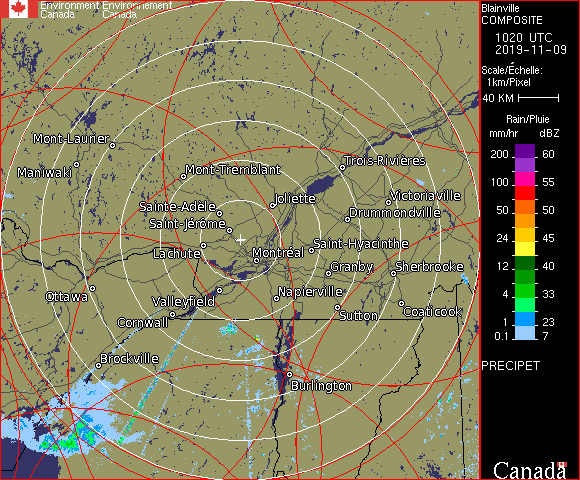 Environment Environnement
Canada Canada
Blainville
COMPOSITE
1020 UTC
2019-11-09
Scale/Échelle:
1km/Pixel
40 KM
Rain/Pluie
mm/hr dBZ
200 60
100 55
50 50
24 45
12 40
4 33
1 23
0.1 7
PRECIPET
Canada
Mont-Laurier
Maniwaki
Mont-Tremblant
Trois-Rivières
Joliette
Victoriaville
Sainte-Adèle
Drummondville
Saint-Jérôme
Saint-Hyacinthe
Lachute
Montréal
Granby
Sherbrooke
Ottawa
Valleyfield
Napierville
Cornwall
Sutton
Coaticook
Brockville
Burlington